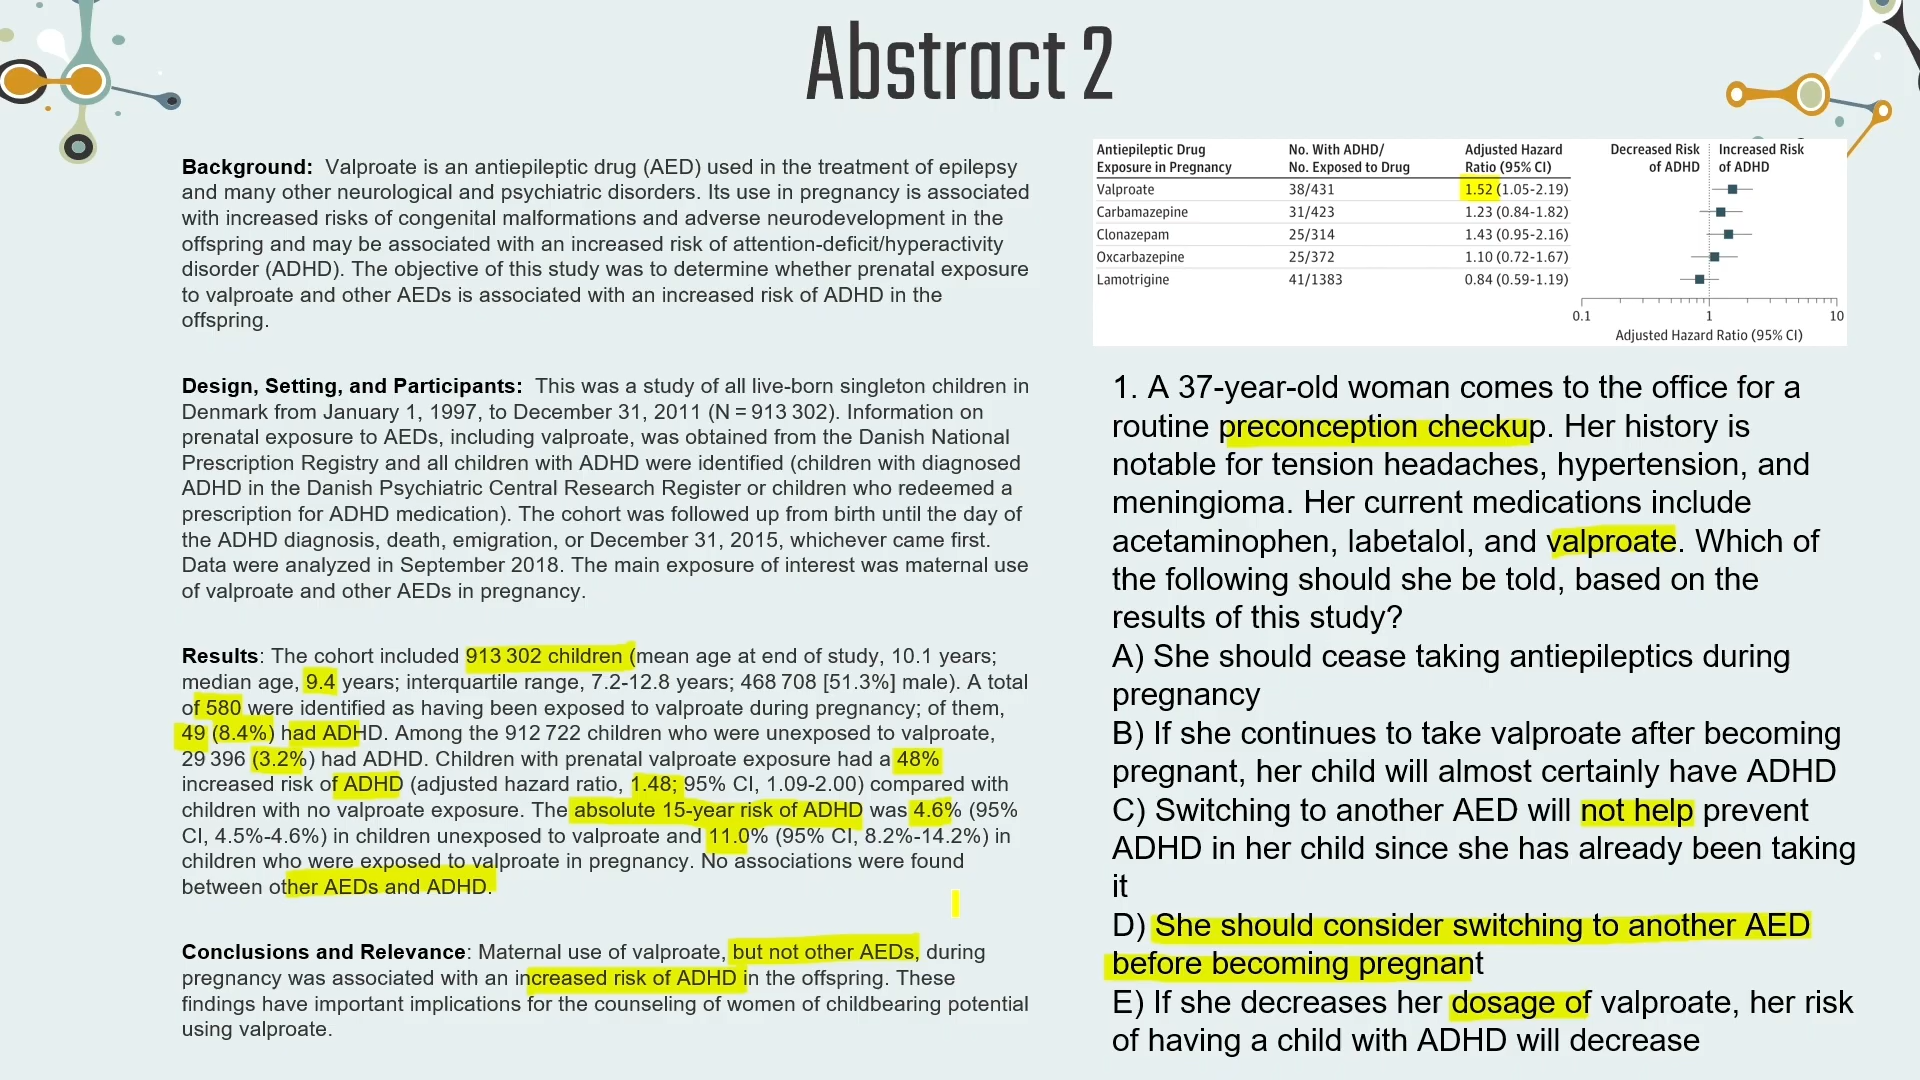 Abstract 2
Background: Valproate is an antiepileptic drug (AED) used in the treatment of epilepsy
and many other neurological and psychiatric disorders. Its use in pregnancy is associated
with increased risks of congenital malformations and adverse neurodevelopment in the
offspring and may be associated with an increased risk of attention-deficit/hyperactivity
disorder (ADHD). The objective of this study was to determine whether prenatal exposure
to valproate and other AEDs is associated with an increased risk of ADHD in the
offspring.
Design, Setting, and Participants: This was a study of all live-born singleton children in
Denmark from January 1, 1997, to December 31, 2011 (N = 913 302). Information on
prenatal exposure to AEDs, including valproate, was obtained from the Danish National
Prescription Registry and all children with ADHD were identified (children with diagnosed
ADHD in the Danish Psychiatric Central Research Register or children who redeemed a
prescription for ADHD medication). The cohort was followed up from birth until the day of
the ADHD diagnosis, death, emigration, or December 31, 2015, whichever came first.
Data were analyzed in September 2018. The main exposure of interest was maternal use
of valproate and other AEDs in pregnancy.
Results: The cohort included 913 302 children (mean age at end of study, 10.1 years;
median age, 9.4 years; interquartile range, 7.2-12.8 years; 468 708 [51.3%] male). A total
of 580 were identified as having been exposed to valproate during pregnancy; of them,
49 (8.4%) had ADHD. Among the 912 722 children who were unexposed to valproate,
29 396 (3.2%) had ADHD. Children with prenatal valproate exposure had a 48%
increased risk of ADHD (adjusted hazard ratio, 1.48; 95% CI, 1.09-2.00) compared with
children with no valproate exposure. The absolute 15-year risk of ADHD was 4.6% (95%
CI, 4.5%-4.6%) in children unexposed to valproate and 11.0% (95% CI, 8.2%-14.2%) in
children who were exposed to valproate in pregnancy. No associations were found
between other AEDs and ADHD.
Conclusions and Relevance: Maternal use of valproate, but not other AEDs, during
pregnancy was associated with an increased risk of ADHD in the offspring. These
findings have important implications for the counseling of women of childbearing potential
using valproate.
Antiepileptic Drug No. With ADHD/ Adjusted Hazard Decreased Risk Increased Risk
Exposure in Pregnancy No. Exposed to Drug Ratio (95% CI) of ADHD of ADHD
Valproate 38/431 1.52 (1.05-2.19)
Carbamazepine 31/423 1.23 (0.84-1.82)
Clonazepam 25/314 1.43 (0.95-2.16)
Oxcarbazepine 25/372 1.10 (0.72-1.67)
Lamotrigine 41/1383 0.84 (0.59-1.19)
0.1 1 10
Adjusted Hazard Ratio (95% CI)
1. A 37-year-old woman comes to the office for a
routine preconception checkup. Her history is
notable for tension headaches, hypertension, and
meningioma. Her current medications include
acetaminophen, labetalol, and valproate. Which of
the following should she be told, based on the
results of this study?
A) She should cease taking antiepileptics during
pregnancy
B) If she continues to take valproate after becoming
pregnant, her child will almost certainly have ADHD
C) Switching to another AED will not help prevent
ADHD in her child since she has already been taking
it
D) She should consider switching to another AED
before becoming pregnant
E) If she decreases her dosage of valproate, her risk
of having a child with ADHD will decrease